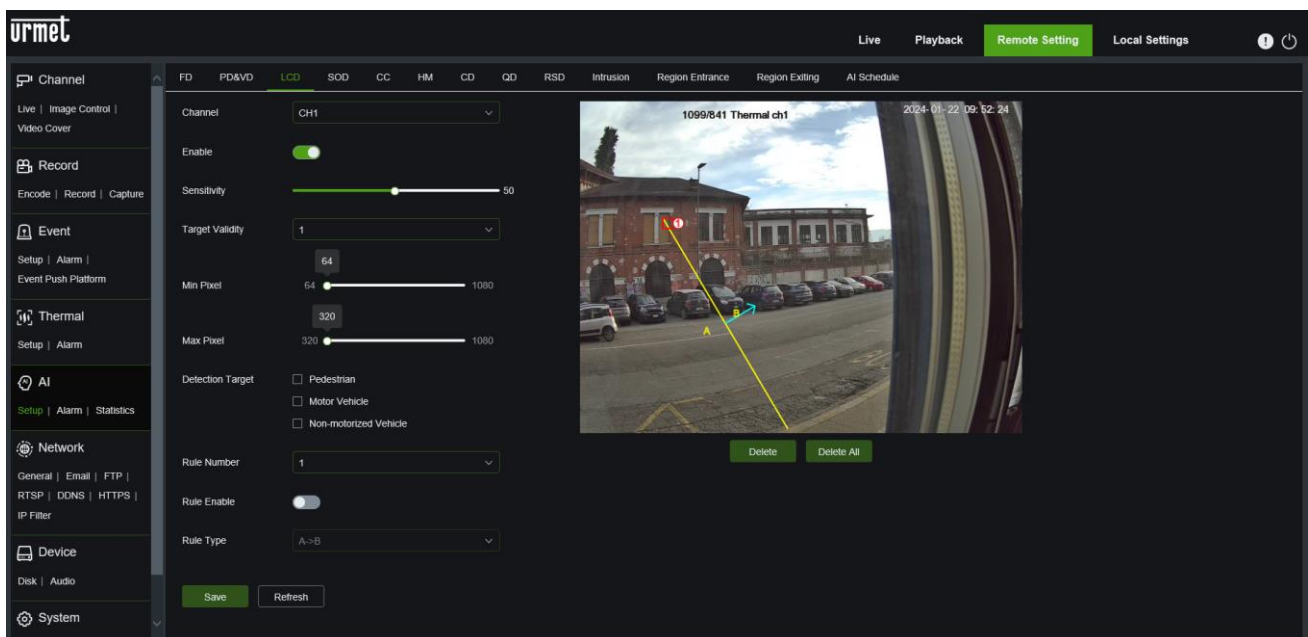 urmet
Live Playback Remote Setting Local Settings
Channel
Live | Image Control |
Video Cover
Record
Encode | Record | Capture
Event
Setup | Alarm |
Event Push Platform
Thermal
Setup | Alarm
AI
Setup | Alarm | Statistics
Network
General | Email | FTP |
RTSP | DDNS | HTTPS |
IP Filter
Device
Disk | Audio
System
FD PD&VD LCD SOD CC HM CD QD RSD Intrusion Region Entrance Region Exiting AI Schedule
Channel CH1
Enable
Sensitivity 50
Target Validity 1
64
Min Pixel 64 1080
320
Max Pixel 320 1080
Detection Target Pedestrian
Motor Vehicle
Non-motorized Vehicle
Rule Number 1
Rule Enable
Rule Type A->B
Save Refresh
1099/841 Thermal ch1 2024-01-22 09:52:24
1
B
A
Delete Delete All